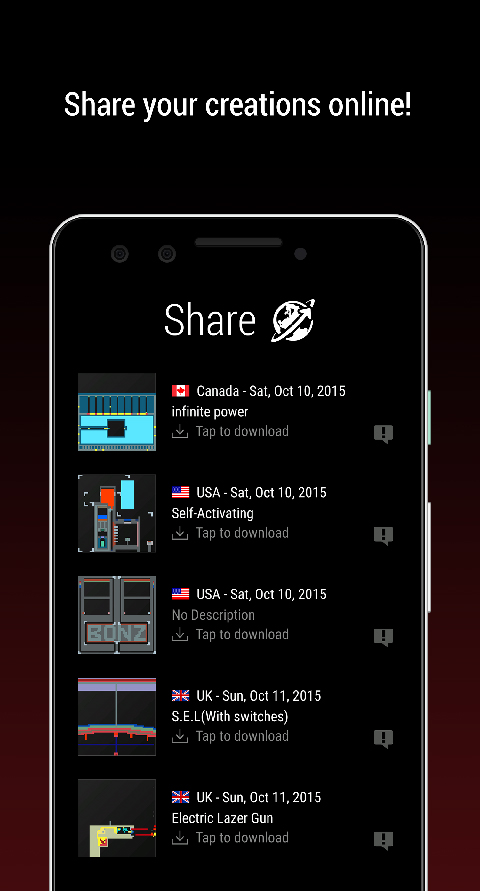 Share your creations online!
Share
Canada - Sat, Oct 10, 2015
infinite power
Tap to download
USA - Sat, Oct 10, 2015
Self-Activating
Tap to download
USA - Sat, Oct 10, 2015
No Description
Tap to download
BONZ
UK - Sun, Oct 11, 2015
S.E.L(With switches)
Tap to download
UK - Sun, Oct 11, 2015
Electric Lazer Gun
Tap to download